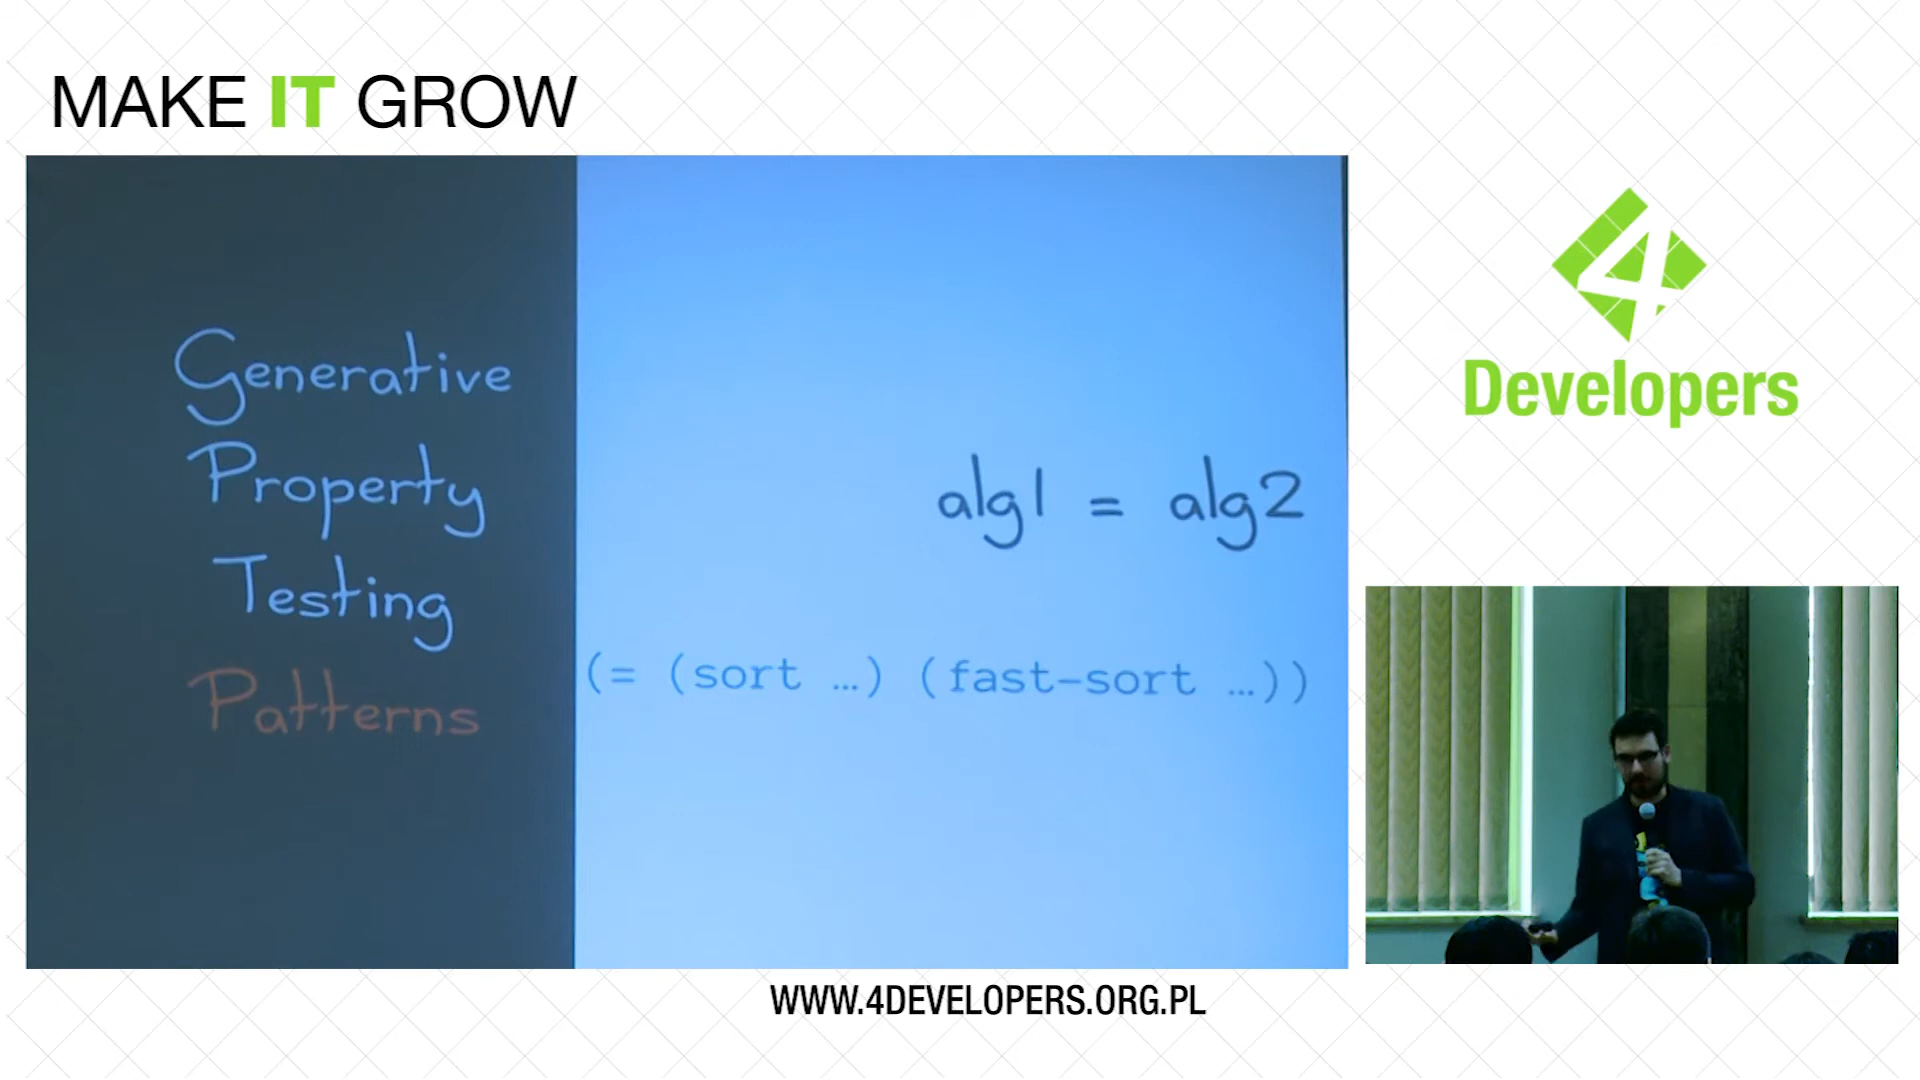 MAKE IT GROW
Generative
Property
Testing
Patterns
alg1 = alg2
(= (sort …) (fast-sort …))
4
Developers
WWW.4DEVELOPERS.ORG.PL